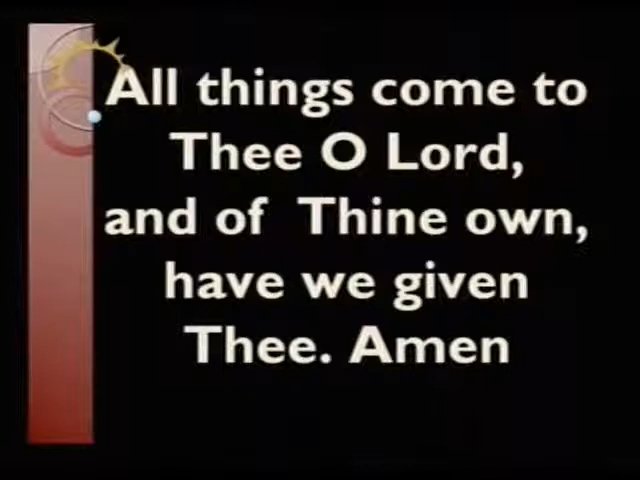 All things come to
Thee O Lord,
and of Thine own,
have we given
Thee. Amen